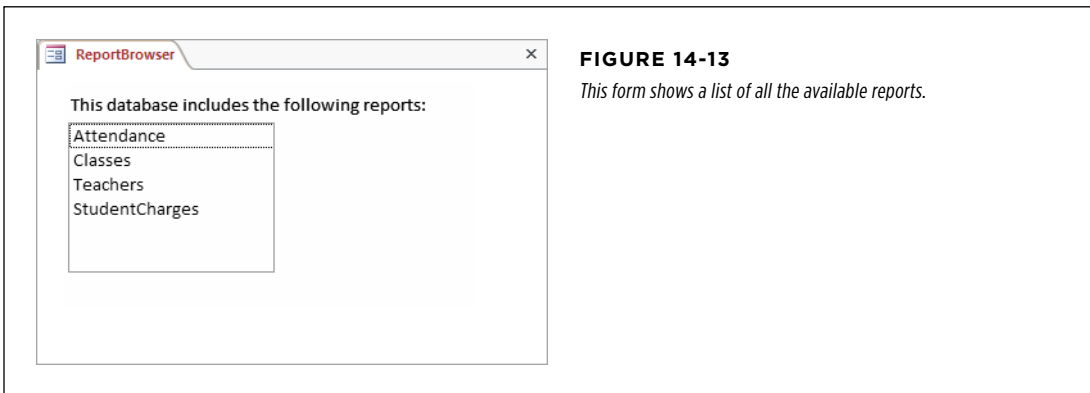 ReportBrowser
This database includes the following reports:
Attendance
Classes
Teachers
StudentCharges
FIGURE 14-13
This form shows a list of all the available reports.